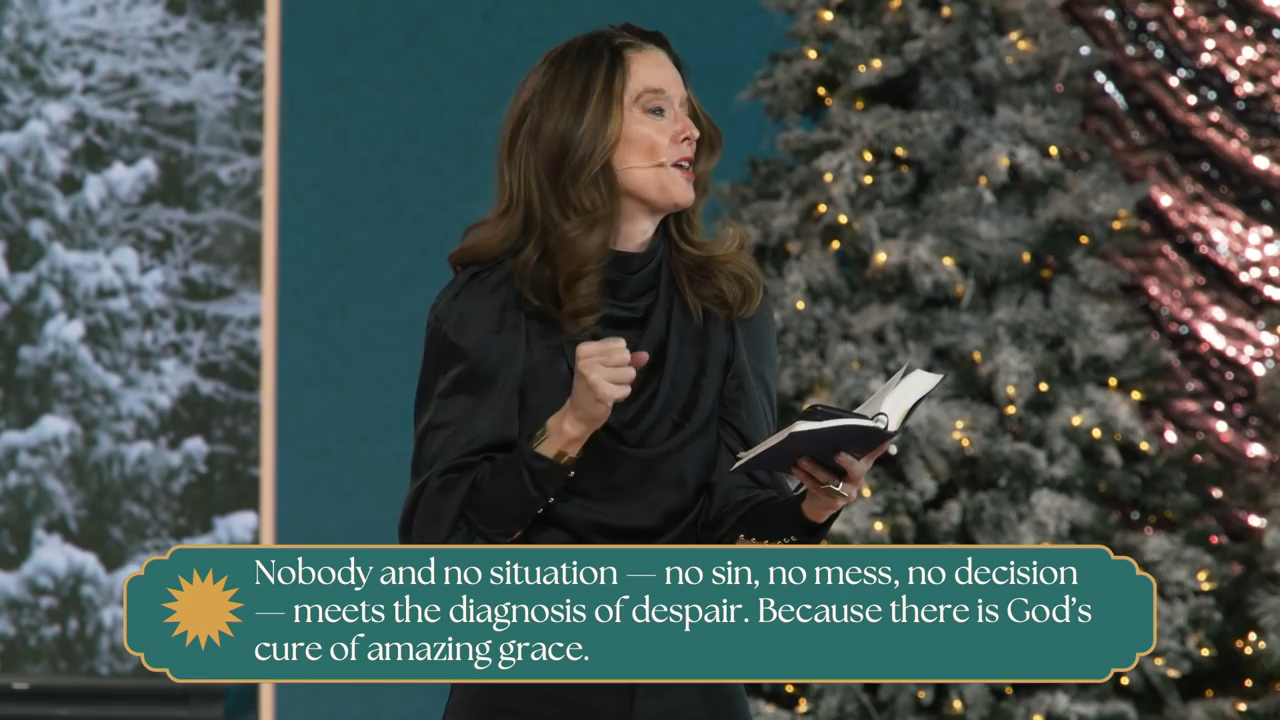 Nobody and no situation — no sin, no mess, no decision
— meets the diagnosis of despair. Because there is God’s
cure of amazing grace.